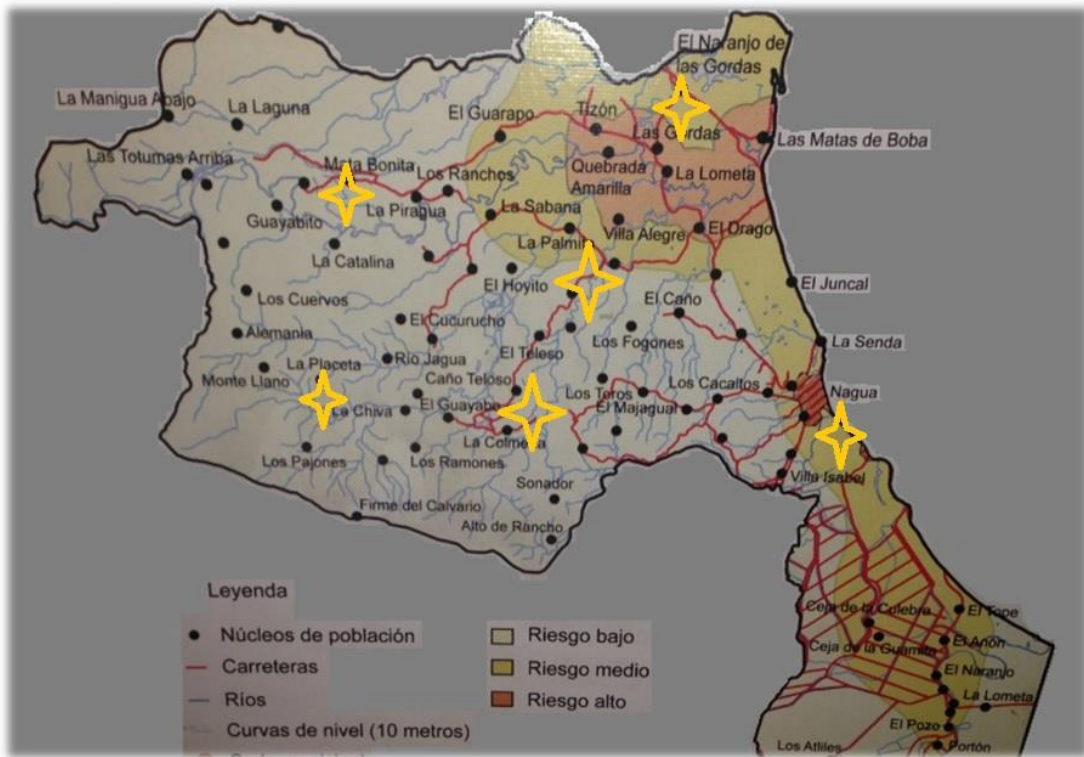 El Naranjo de
las Gordas
La Manigua Abajo
La Laguna
El Guarapo
Tizón
Las Gordas
Las Matas de Boba
Las Totumas Arriba
Mata Bonita
Los Ranchos
Quebrada
Amarilla
La Lometa
Guayabito
La Piragua
La Sabana
Villa Alegre
El Drago
La Catalina
La Palmita
El Hoyito
El Juncal
Los Cuervos
El Caño
El Cucurucho
Alemania
El Teleso
Los Fogones
La Senda
La Placeta
Río Jagua
Monte Llano
Caño Teloso
Los Toros
Los Cacaítos
Nagua
La Chiva
El Guayabo
El Majagual
La Colmena
Los Pajones
Los Ramones
Villa Isabel
Sonador
Firme del Calvario
Alto de Rancho
Leyenda
Núcleos de población
Carreteras
Ríos
Curvas de nivel (10 metros)
Riesgo bajo
Riesgo medio
Riesgo alto
Ceja de la Culebra
El Tope
Ceja de la Guamita
El Añón
El Naranjo
La Lometa
El Pozo
Los Atliles
Portón